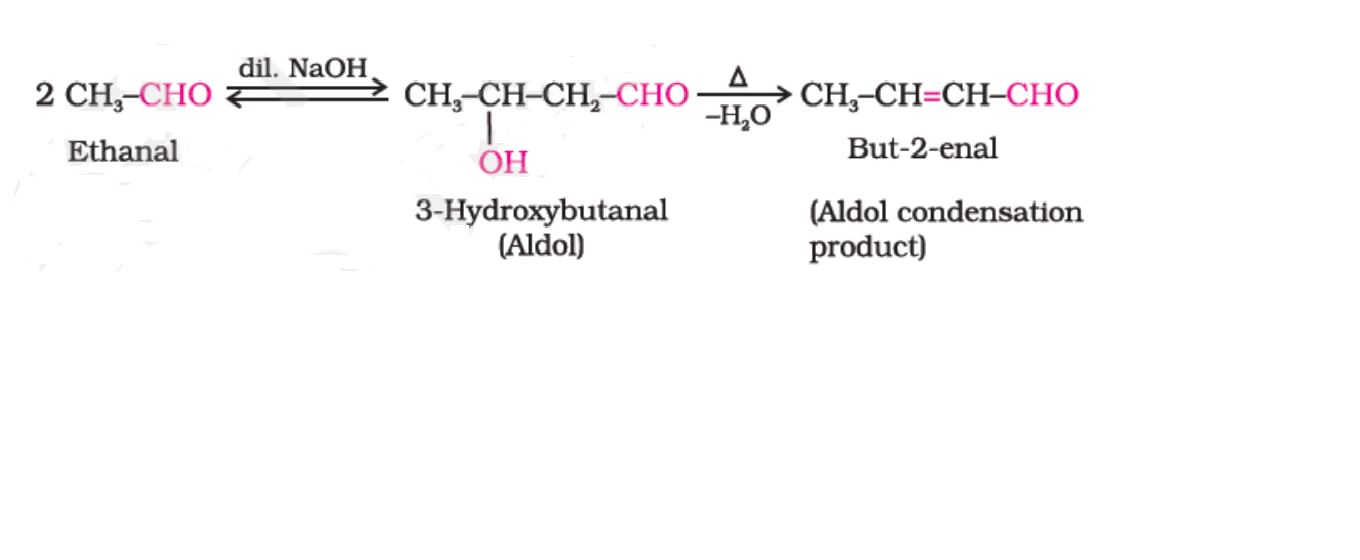 2 CH₃–CHO ⇌ CH₃–CH–CH₂–CHO → CH₃–CH=CH–CHO
dil. NaOH
Δ
–H₂O
OH
Ethanal
But-2-enal
3-Hydroxybutanal
(Aldol)
(Aldol condensation
product)